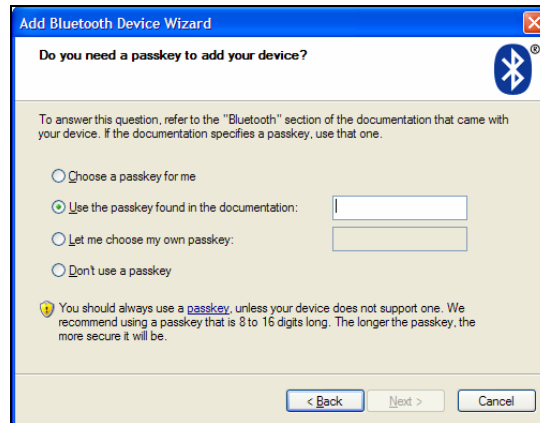 Add Bluetooth Device Wizard
Do you need a passkey to add your device?
®
To answer this question, refer to the "Bluetooth" section of the documentation that came with
your device. If the documentation specifies a passkey, use that one.
Choose a passkey for me
Use the passkey found in the documentation:
Let me choose my own passkey:
Don't use a passkey
You should always use a passkey, unless your device does not support one. We
recommend using a passkey that is 8 to 16 digits long. The longer the passkey, the
more secure it will be.
< Back Next > Cancel